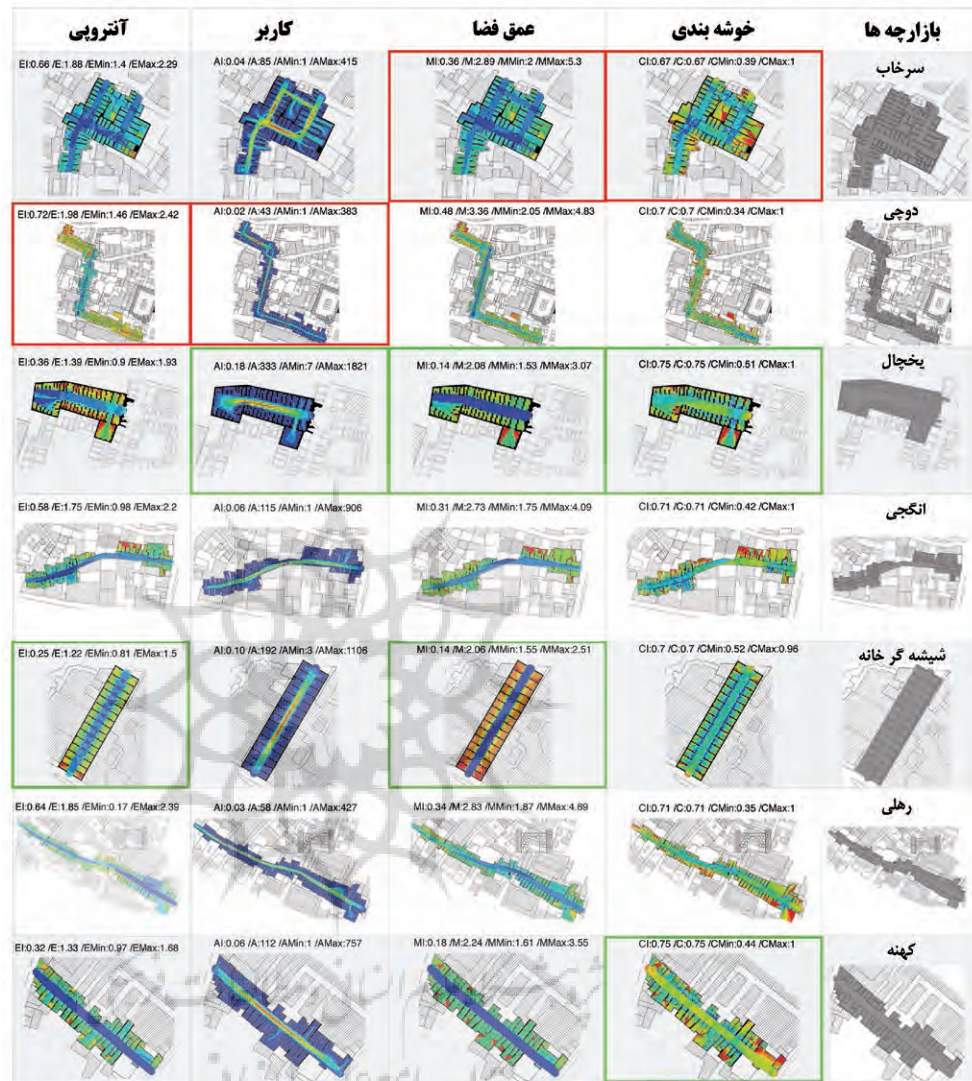 بازارچه ها
خوشه بندی
عمق فضا
کاربر
آنتروپی
سرخاب
CI:0.67 /C:0.67 /CMin:0.39 /CMax:1
MI:0.36 /M:2.89 /MMin:2 /MMax:5.3
AI:0.04 /A:85 /AMin:1 /AMax:415
EI:0.66 /E:1.88 /EMin:1.4 /EMax:2.29
دوچی
CI:0.7 /C:0.7 /CMin:0.34 /CMax:1
MI:0.48 /M:3.36 /MMin:2.05 /MMax:4.83
AI:0.02 /A:43 /AMin:1 /AMax:383
EI:0.72/E:1.98 /EMin:1.46 /EMax:2.42
یخچال
CI:0.75 /C:0.75 /CMin:0.51 /CMax:1
MI:0.14 /M:2.08 /MMin:1.53 /MMax:3.07
AI:0.18 /A:333 /AMin:7 /AMax:1821
EI:0.36 /E:1.39 /EMin:0.9 /EMax:1.93
انگجی
CI:0.71 /C:0.71 /CMin:0.42 /CMax:1
MI:0.31 /M:2.73 /MMin:1.75 /MMax:4.09
AI:0.06 /A:115 /AMin:1 /AMax:906
EI:0.58 /E:1.75 /EMin:0.98 /EMax:2.2
شیشه گر خانه
CI:0.7 /C:0.7 /CMin:0.52 /CMax:0.96
MI:0.14 /M:2.06 /MMin:1.55 /MMax:2.51
AI:0.10 /A:192 /AMin:3 /AMax:1106
EI:0.25 /E:1.22 /EMin:0.81 /EMax:1.5
رهلی
CI:0.71 /C:0.71 /CMin:0.35 /CMax:1
MI:0.34 /M:2.83 /MMin:1.87 /MMax:4.69
AI:0.03 /A:58 /AMin:1 /AMax:427
EI:0.64 /E:1.85 /EMin:0.17 /EMax:2.39
کهنه
CI:0.75 /C:0.75 /CMin:0.44 /CMax:1
MI:0.18 /M:2.24 /MMin:1.61 /MMax:3.55
AI:0.06 /A:112 /AMin:1 /AMax:757
EI:0.32 /E:1.33 /EMin:0.97 /EMax:1.68